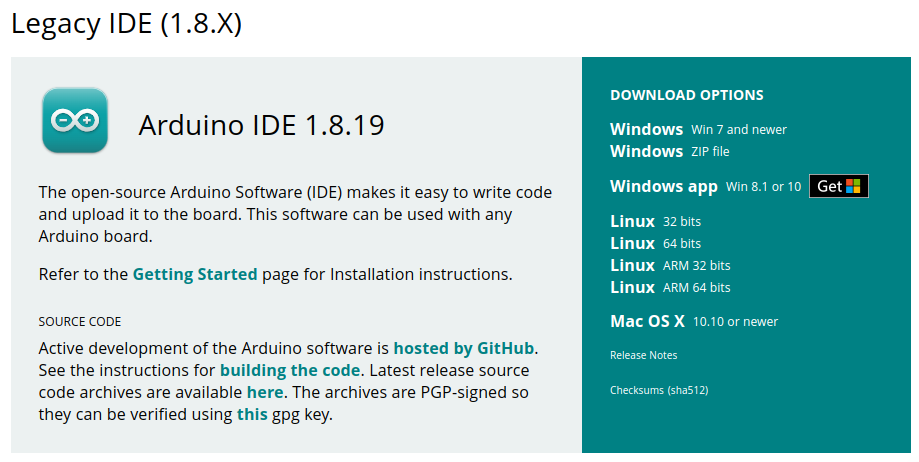 Legacy IDE (1.8.X)
Arduino IDE 1.8.19
The open-source Arduino Software (IDE) makes it easy to write code
and upload it to the board. This software can be used with any
Arduino board.
Refer to the Getting Started page for Installation instructions.
SOURCE CODE
Active development of the Arduino software is hosted by GitHub.
See the instructions for building the code. Latest release source
code archives are available here. The archives are PGP-signed so
they can be verified using this gpg key.
DOWNLOAD OPTIONS
Windows Win 7 and newer
Windows ZIP file
Windows app Win 8.1 or 10 Get
Linux 32 bits
Linux 64 bits
Linux ARM 32 bits
Linux ARM 64 bits
Mac OS X 10.10 or newer
Release Notes
Checksums (sha512)